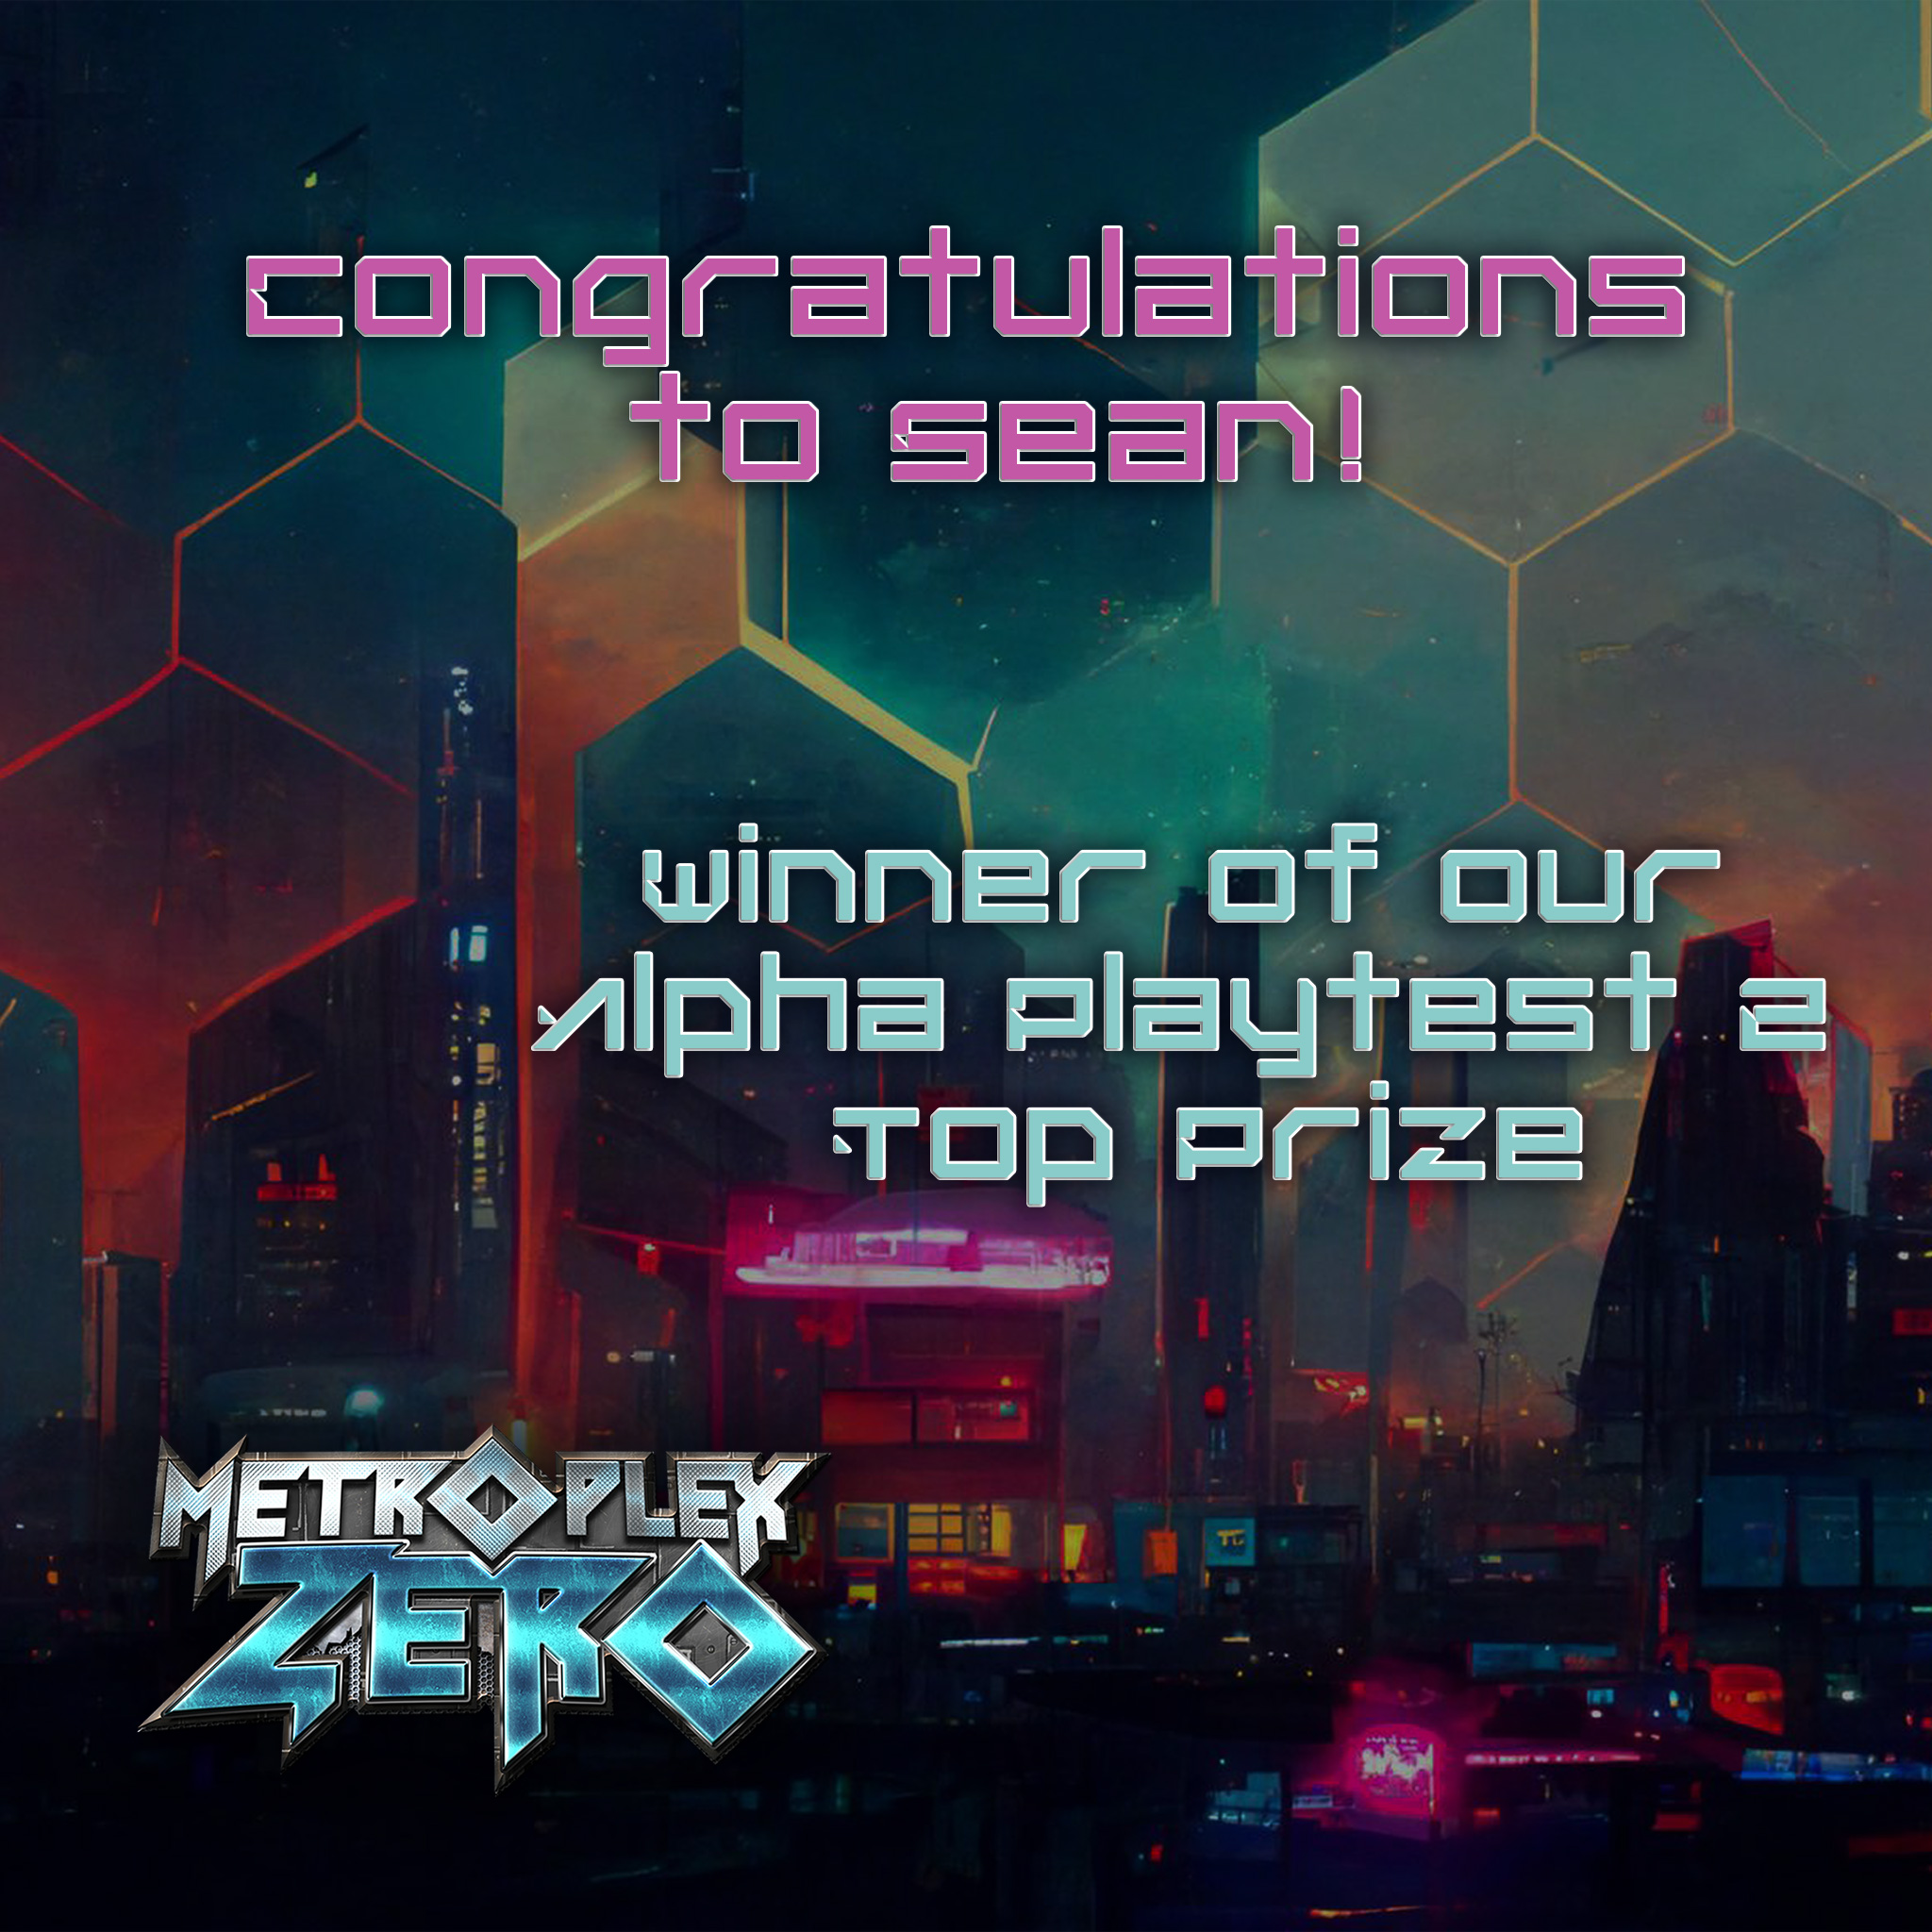 Congratulations
to Sean!
Winner of our
Alpha Playtest 2
Top Prize
METROPLEX
ZERO